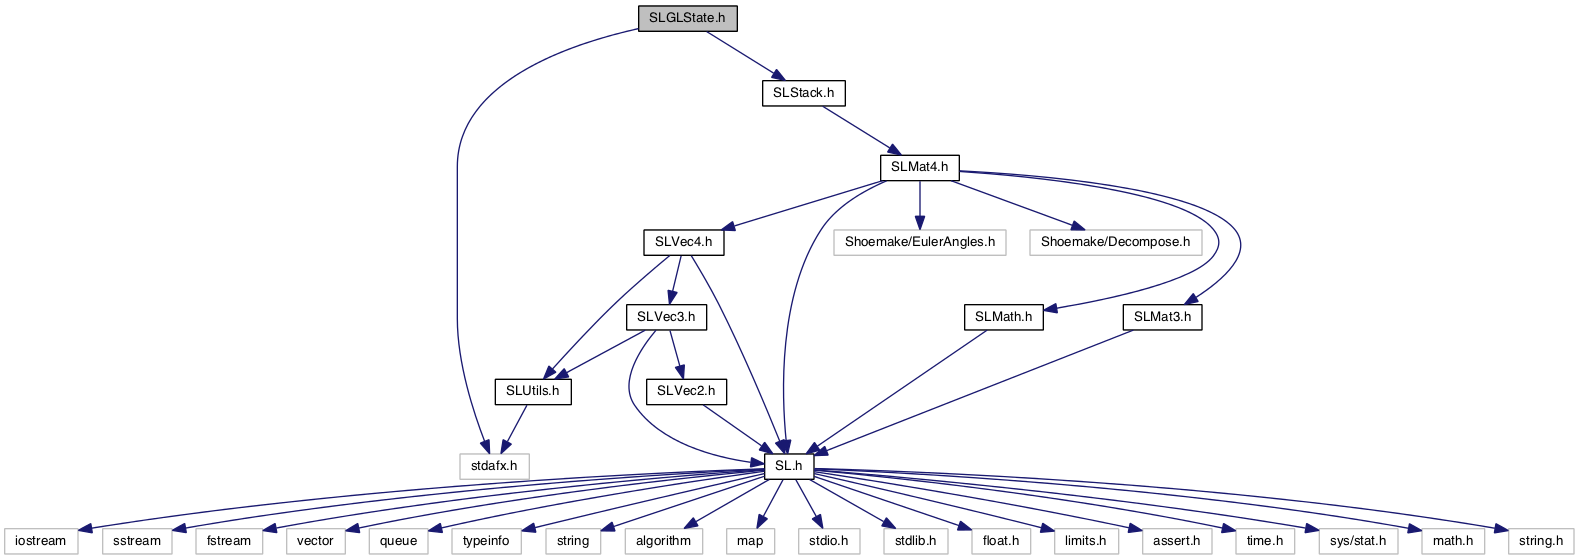 SLGLState.h
SLStack.h
SLMat4.h
SLVec4.h
Shoemake/EulerAngles.h
Shoemake/Decompose.h
SLVec3.h
SLMath.h
SLMat3.h
SLUtils.h
SLVec2.h
stdafx.h
SL.h
iostream
sstream
fstream
vector
queue
typeinfo
string
algorithm
map
stdio.h
stdlib.h
float.h
limits.h
assert.h
time.h
sys/stat.h
math.h
string.h